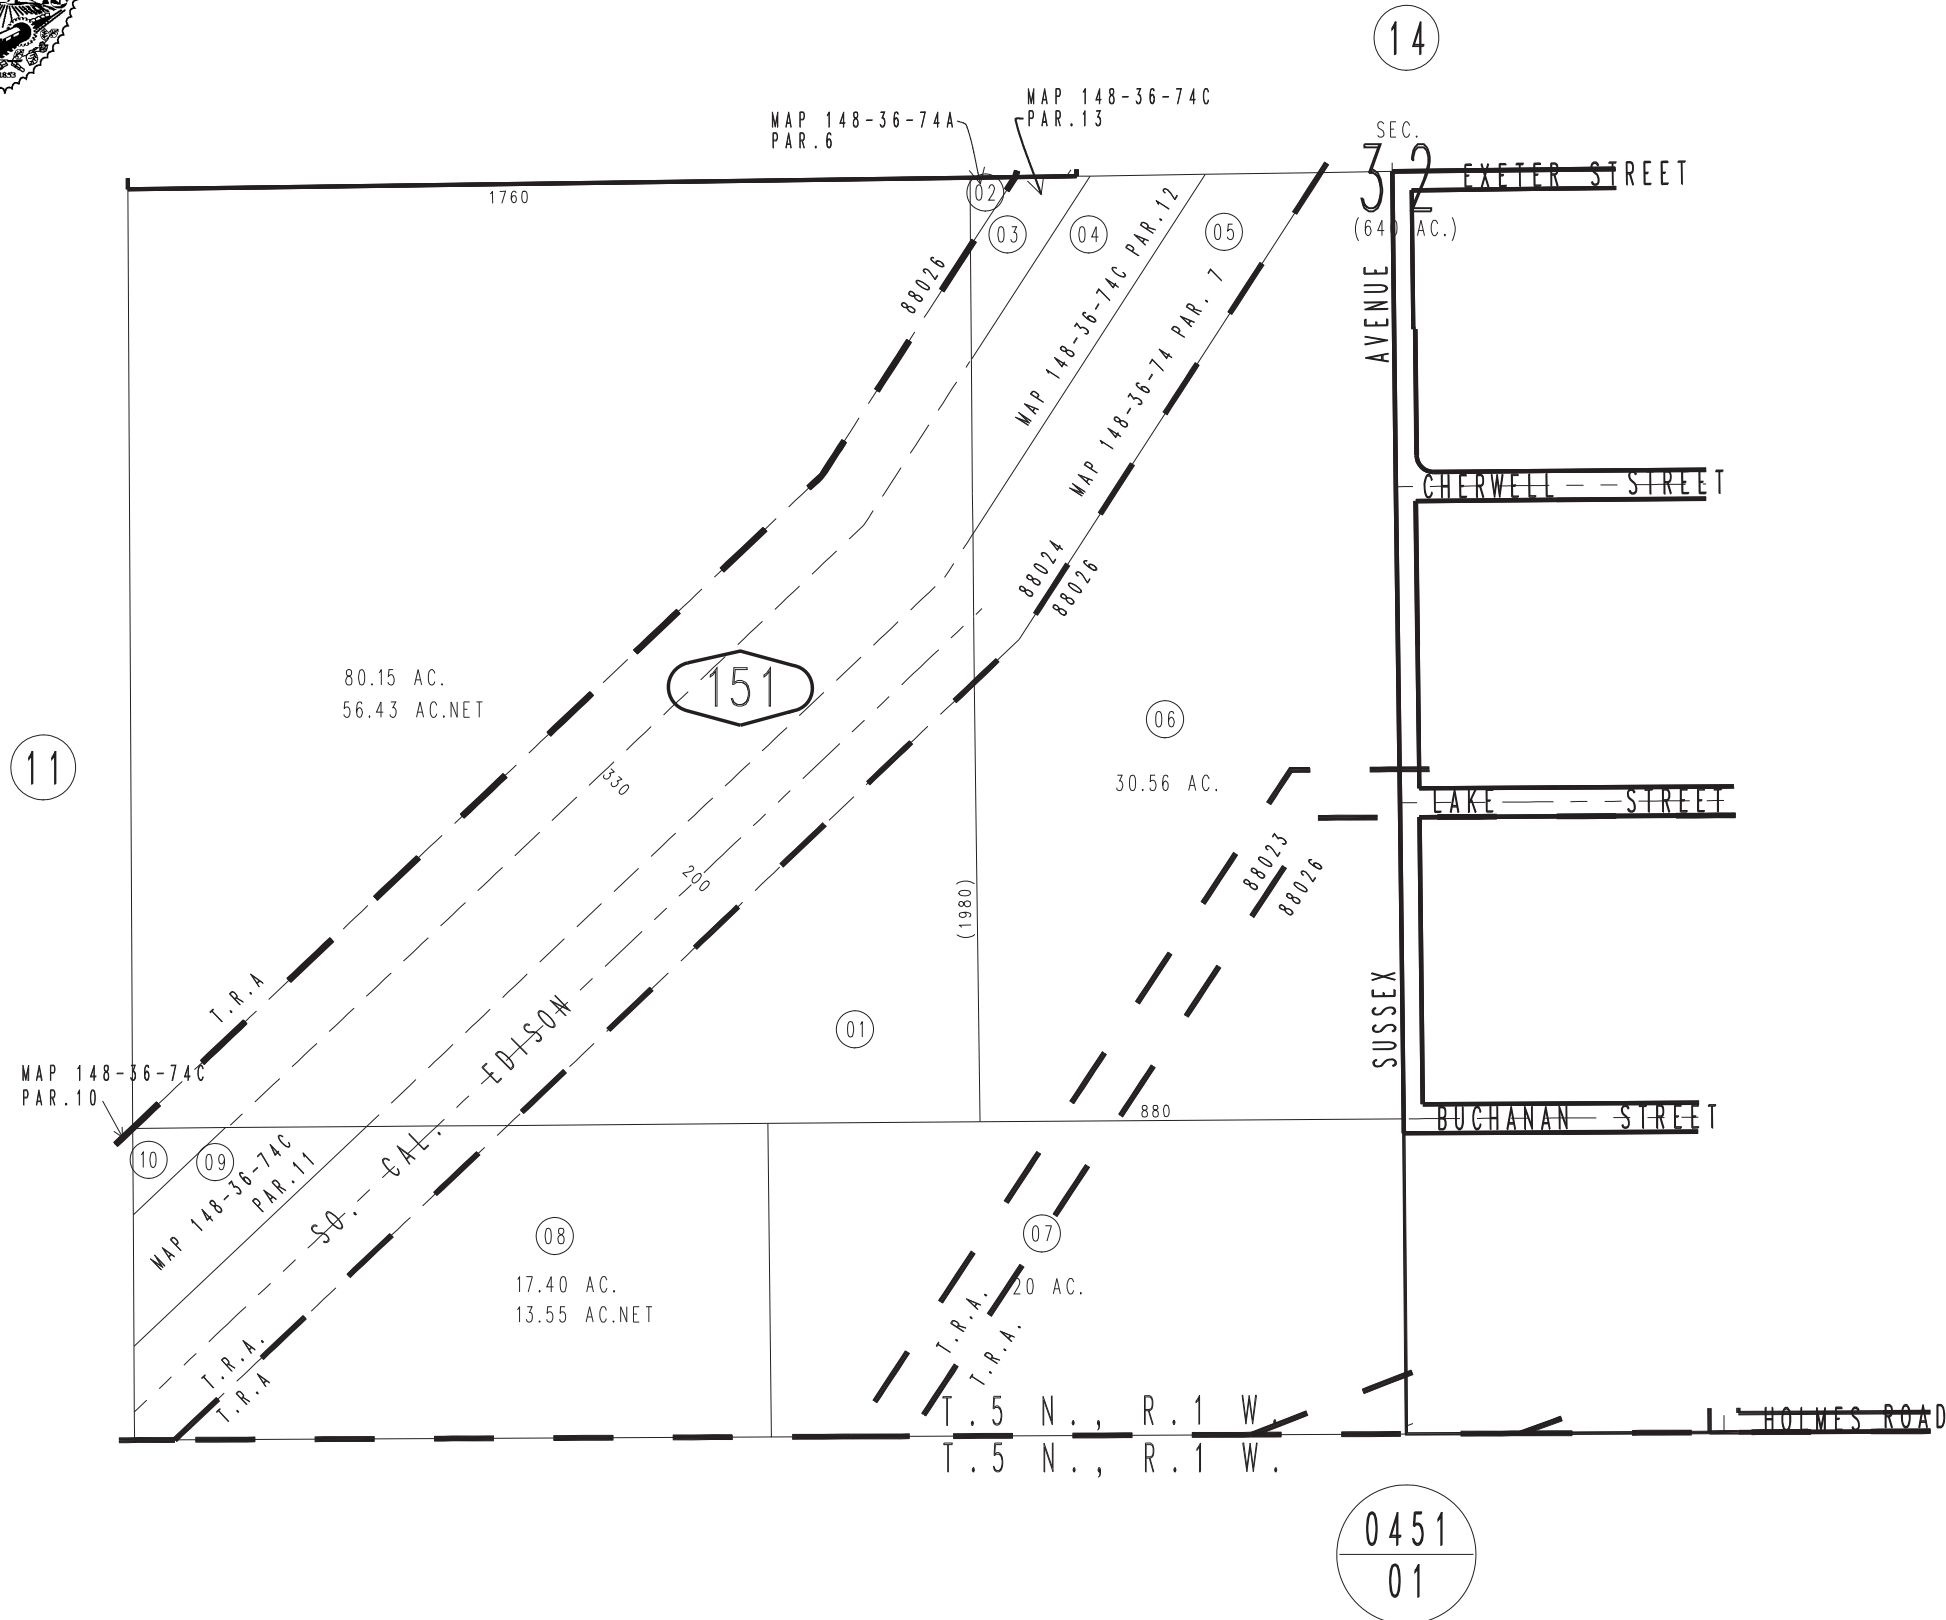 1853
14
MAP 148-36-74A
PAR.6
MAP 148-36-74C
PAR.13
SEC.
32
(640 AC.)
EXETER STREET
1760
02
03
04
05
88026
MAP 148-36-74C PAR.12
MAP 148-36-74 PAR. 7
AVENUE
CHERWELL STREET
88024
88026
80.15 AC.
56.43 AC.NET
151
06
30.56 AC.
11
330
LAKE STREET
88023
88026
200
(1980)
T.R.A
SO. CAL. EDISON
01
SUSSEX
MAP 148-36-74C
PAR.10
880
BUCHANAN STREET
10
09
MAP 148-36-74C
PAR.11
08
17.40 AC.
13.55 AC.NET
07
20 AC.
T.R.A.
T.R.A
T.R.A.
T.R.A.
T.5 N., R.1 W.
T.5 N., R.1 W.
HOLMES ROAD
0451
01